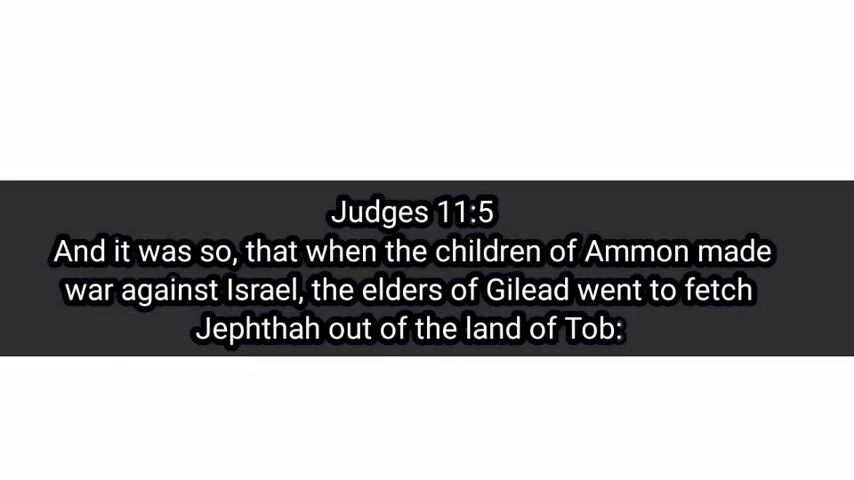 Judges 11:5
And it was so, that when the children of Ammon made
war against Israel, the elders of Gilead went to fetch
Jephthah out of the land of Tob: